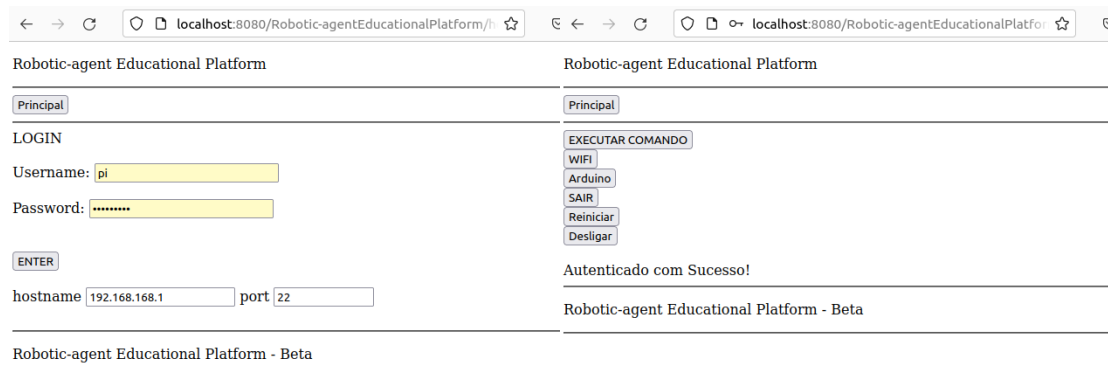 localhost:8080/Robotic-agentEducationalPlatform/h
Robotic-agent Educational Platform
Principal
LOGIN
Username: pi
Password: •••••••••
ENTER
hostname 192.168.168.1 port 22
Robotic-agent Educational Platform - Beta
localhost:8080/Robotic-agentEducationalPlatfor
Robotic-agent Educational Platform
Principal
EXECUTAR COMANDO
WIFI
Arduino
SAIR
Reiniciar
Desligar
Autenticado com Sucesso!
Robotic-agent Educational Platform - Beta